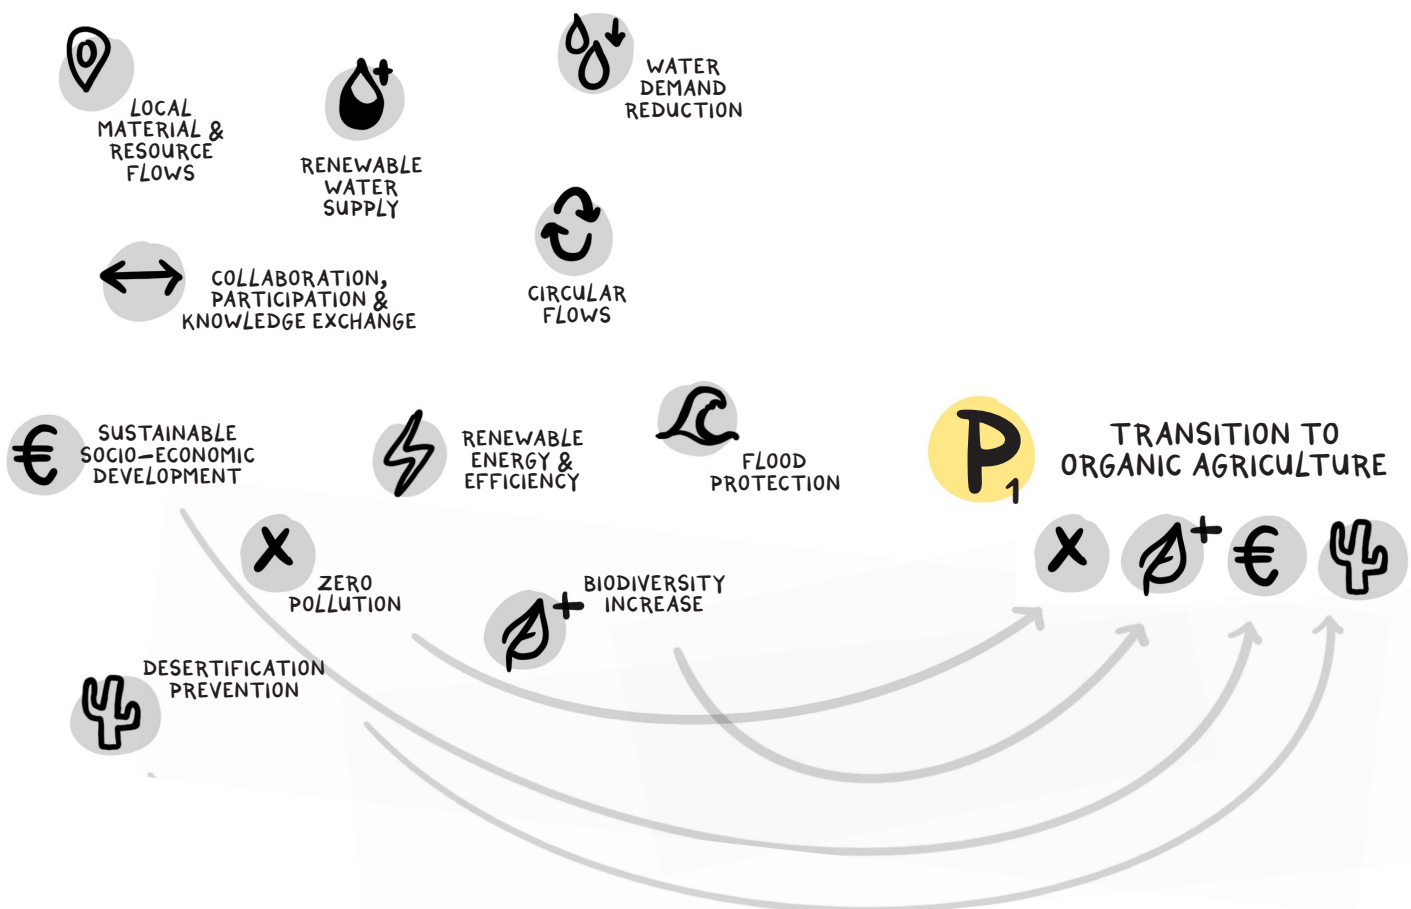 LOCAL
MATERIAL &
RESOURCE
FLOWS
RENEWABLE
WATER
SUPPLY
WATER
DEMAND
REDUCTION
COLLABORATION,
PARTICIPATION &
KNOWLEDGE EXCHANGE
CIRCULAR
FLOWS
€
SUSTAINABLE
SOCIO-ECONOMIC
DEVELOPMENT
RENEWABLE
ENERGY &
EFFICIENCY
FLOOD
PROTECTION
P1
TRANSITION TO
ORGANIC AGRICULTURE
X
ZERO
POLLUTION
BIODIVERSITY
INCREASE
X + €
DESERTIFICATION
PREVENTION